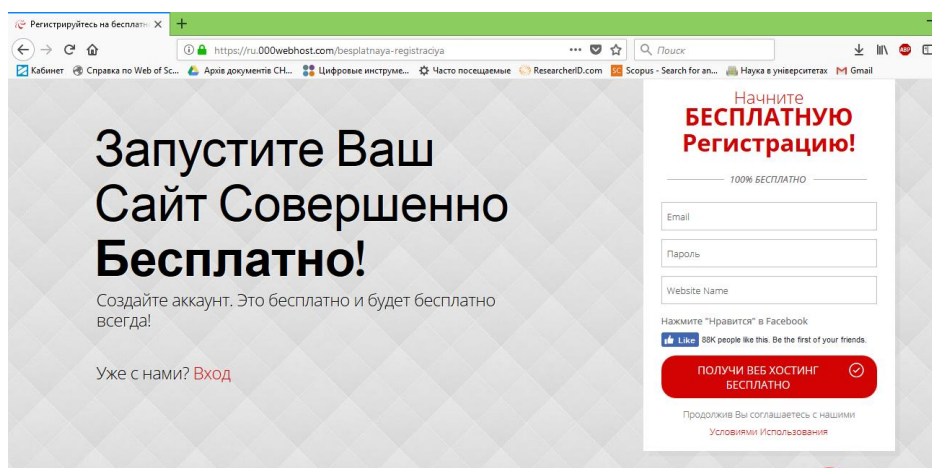 Регистрируйтесь на бесплатн
https://ru.000webhost.com/besplatnaya-registraciya
Поиск
Кабинет Справка по Web of Sc... Архів документів СН... Цифровые инструме... Часто посещаемые ResearcherID.com Scopus - Search for an... Наука в університетах Gmail
Запустите Ваш
Сайт Совершенно
Бесплатно!
Создайте аккаунт. Это бесплатно и будет бесплатно
всегда!
Уже с нами? Вход
Начните
БЕСПЛАТНУЮ
Регистрацию!
100% БЕСПЛАТНО
Email
Пароль
Website Name
Нажмите "Нравится" в Facebook
Like 88K people like this. Be the first of your friends.
ПОЛУЧИ ВЕБ ХОСТИНГ
БЕСПЛАТНО
Продолжив Вы соглашаетесь с нашими
Условиями Использования